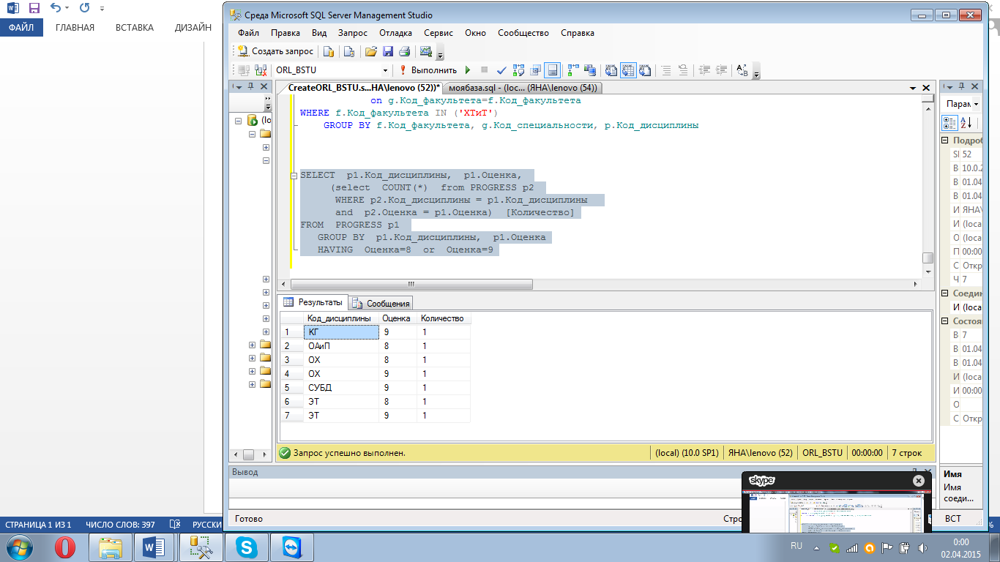 Среда Microsoft SQL Server Management Studio
ФАЙЛ ГЛАВНАЯ ВСТАВКА ДИЗАЙН
Файл Правка Вид Запрос Отладка Сервис Окно Сообщество Справка
Создать запрос
ORL_BSTU Выполнить
CreateORL_BSTU.s...НА\lenovo (52))* моябаза.sql - (loc... (ЯНА\lenovo (54))
on g.Код_факультета=f.Код_факультета
WHERE f.Код_факультета IN ('ХТиТ')
GROUP BY f.Код_факультета, g.Код_специальности, p.Код_дисциплины
SELECT p1.Код_дисциплины, p1.Оценка,
(select COUNT(*) from PROGRESS p2
WHERE p2.Код_дисциплины = p1.Код_дисциплины
and p2.Оценка = p1.Оценка) [Количество]
FROM PROGRESS p1
GROUP BY p1.Код_дисциплины, p1.Оценка
HAVING Оценка=8 or Оценка=9
(lo
Парам
Подроб
SI 52
В 10.0.2
В 01.04
В 01.04
И ЯНА\
И (loca
О (loca
П 00:00
С Откр
Ч 7
Соедин
И (loca
Состоя
В 7
В 01.04
В 01.04
И (loca
И 00:00
О
С Откр
Результаты Сообщения
Код_дисциплины Оценка Количество
1 КГ 9 1
2 ОАиП 8 1
3 ОХ 8 1
4 ОХ 9 1
5 СУБД 9 1
6 ЭТ 8 1
7 ЭТ 9 1
Запрос успешно выполнен. (local) (10.0 SP1) ЯНА\lenovo (52) ORL_BSTU 00:00:00 7 строк
Вывод
Имя
Имя
соеди...
skype
Готово Стро ВСТ
СТРАНИЦА 1 ИЗ 1 ЧИСЛО СЛОВ: 397 РУССКИ %
RU 0:00
02.04.2015